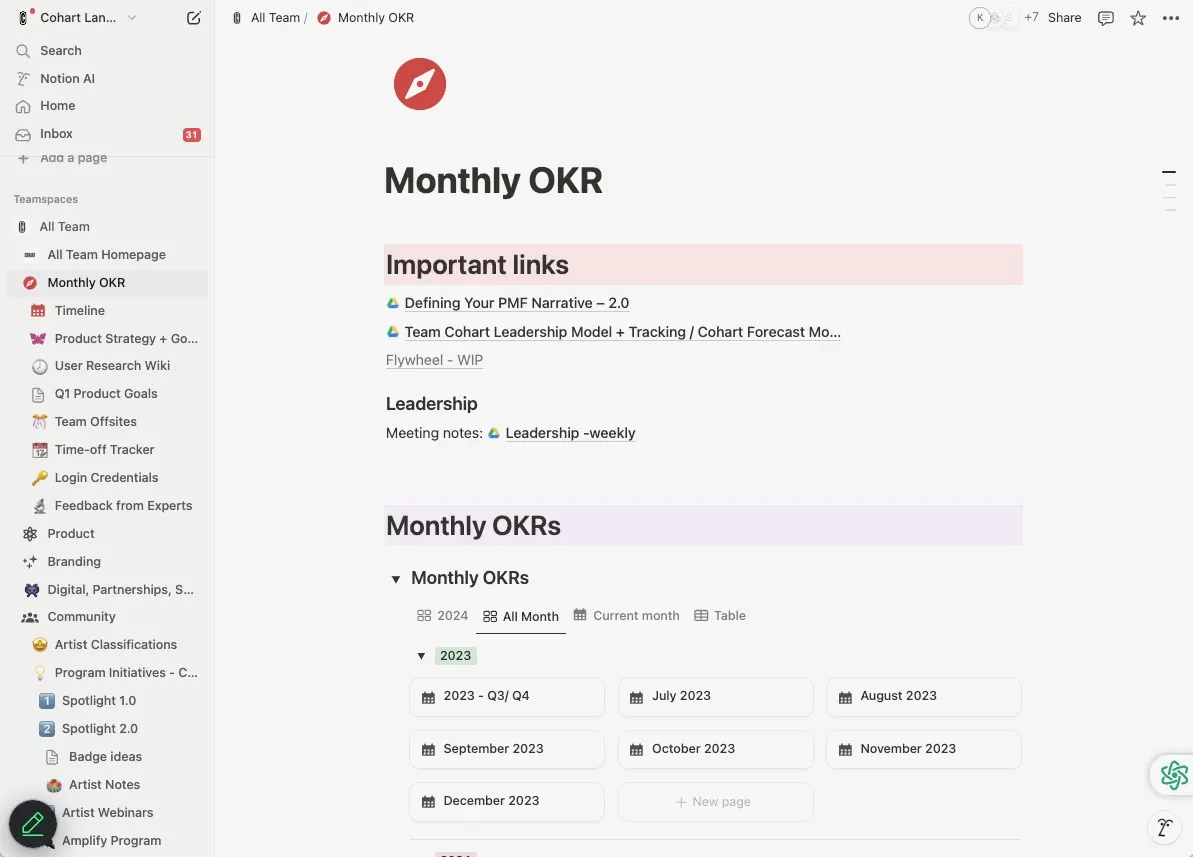 Cohart Lan...
Search
Notion AI
Home
Inbox
31
Add a page
Teamspaces
All Team
All Team Homepage
Monthly OKR
Timeline
Product Strategy + Go...
User Research Wiki
Q1 Product Goals
Team Offsites
Time-off Tracker
Login Credentials
Feedback from Experts
Product
Branding
Digital, Partnerships, S...
Community
Artist Classifications
Program Initiatives - C...
1 Spotlight 1.0
2 Spotlight 2.0
Badge ideas
Artist Notes
Artist Webinars
Amplify Program
All Team / Monthly OKR
K
+7 Share
Monthly OKR
Important links
Defining Your PMF Narrative – 2.0
Team Cohart Leadership Model + Tracking / Cohart Forecast Mo...
Flywheel - WIP
Leadership
Meeting notes: Leadership -weekly
Monthly OKRs
Monthly OKRs
2024 All Month Current month Table
2023
2023 - Q3/ Q4 July 2023 August 2023
September 2023 October 2023 November 2023
December 2023 New page